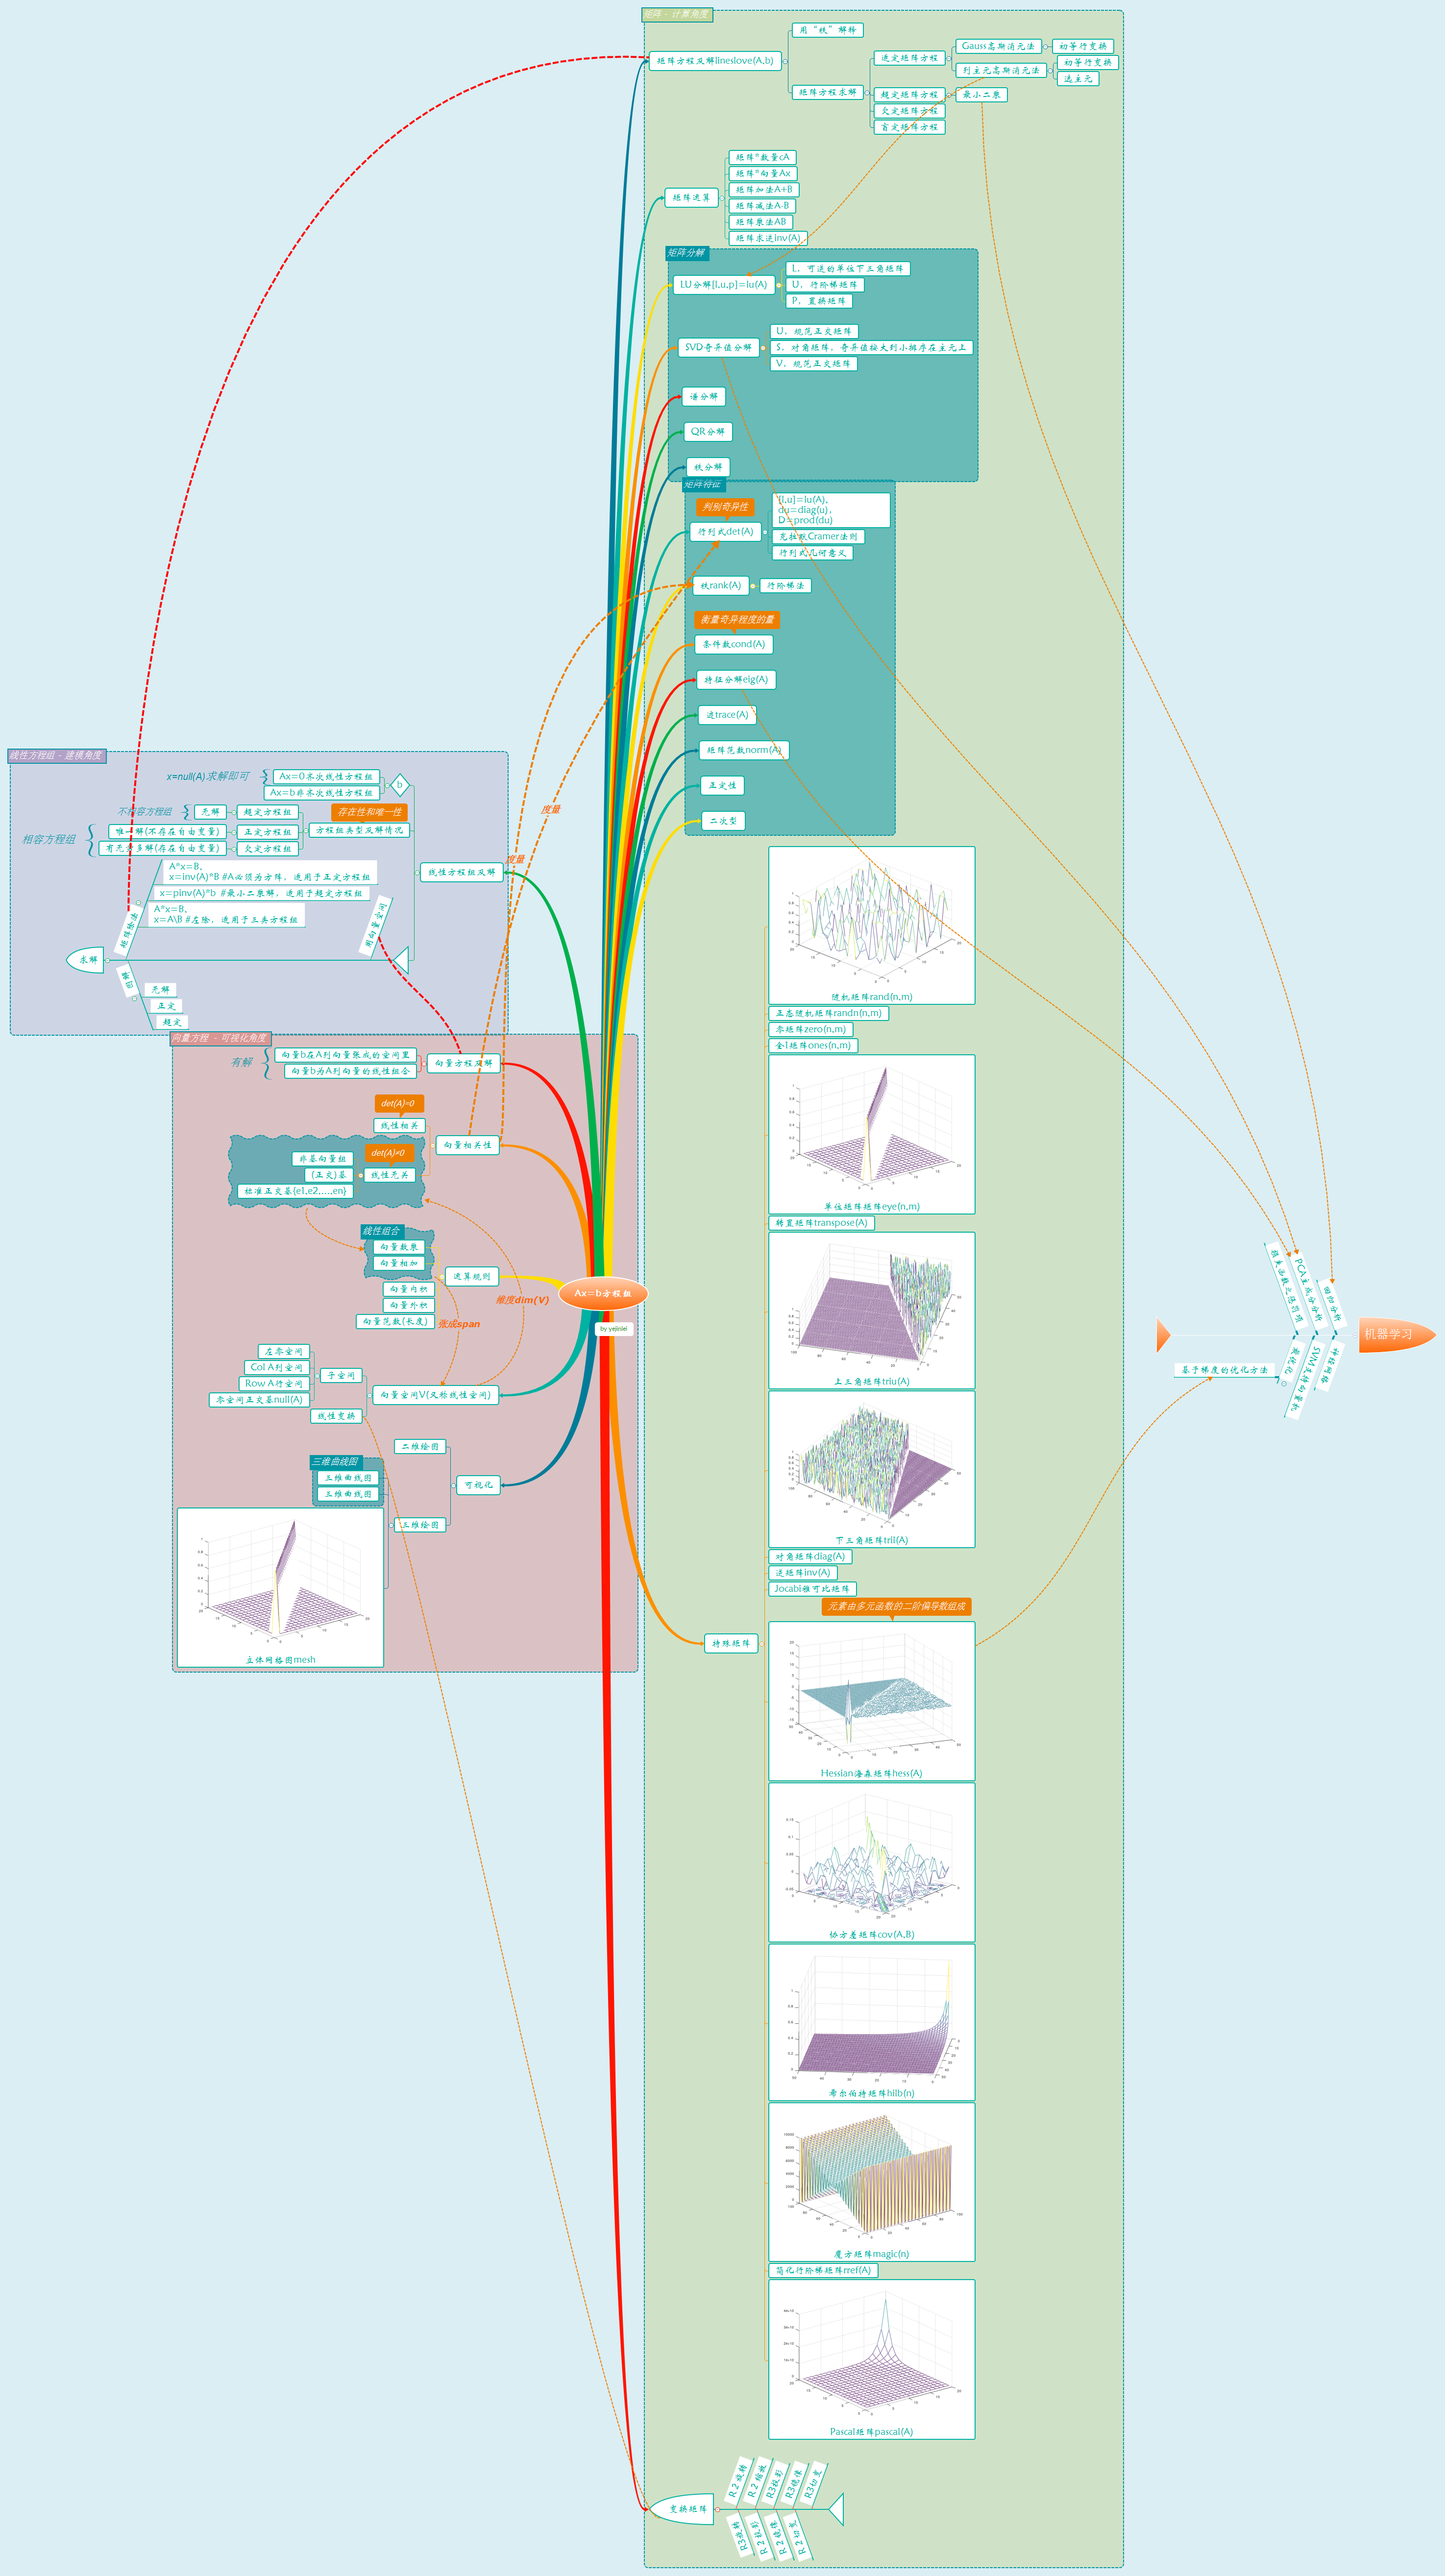 矩阵 - 计算角度
矩阵方程及解lineslove(A,b)
用“秩”解释
矩阵方程求解
适定矩阵方程
Gauss高斯消元法
初等行变换
列主元高斯消元法
初等行变换
选主元
超定矩阵方程
最小二乘
欠定矩阵方程
盲定矩阵方程
矩阵运算
矩阵*数量cA
矩阵*向量Ax
矩阵加法A+B
矩阵减法A-B
矩阵乘法AB
矩阵求逆inv(A)
矩阵分解
LU分解[l,u,p]=lu(A)
L，可逆的单位下三角矩阵
U，行阶梯矩阵
P，置换矩阵
SVD奇异值分解
U，规范正交矩阵
S，对角矩阵，奇异值按大到小排序在主元上
V，规范正交矩阵
谱分解
QR分解
秩分解
矩阵特征
判别奇异性
行列式det(A)
[l,u]=lu(A),
du=diag(u),
D=prod(du)
克拉默Cramer法则
行列式几何意义
秩rank(A)
行阶梯法
衡量奇异程度的量
条件数cond(A)
特征分解eig(A)
迹trace(A)
矩阵范数norm(A)
正定性
二次型
线性方程组 - 建模角度
x=null(A)求解即可
Ax=0齐次线性方程组
Ax=b非齐次线性方程组
b
不相容方程组
无解
超定方程组
存在性和唯一性
相容方程组
唯一解(不存在自由变量)
正定方程组
方程组类型及解情况
有无穷多解(存在自由变量)
欠定方程组
度量
度量
线性方程组及解
A*x=B,
x=inv(A)*B #A必须为方阵，适用于正定方程组
x=pinv(A)*b #最小二乘解，适用于超定方程组
A*x=B,
x=A\B #左除，适用于三类方程组
矩阵除法
用向量空间
求解
无解
正定
超定
向量方程 - 可视化角度
有解
向量b在A列向量张成的空间里
向量b为A列向量的线性组合
向量方程及解
det(A)=0
线性相关
向量相关性
det(A)≠0
非基向量组
(正交)基
线性无关
标准正交基{e1,e2,...,en}
线性组合
向量数乘
向量相加
运算规则
向量内积
向量外积
向量范数(长度)
维度dim(V)
张成span
Ax=b方程组
by yejinlei
左零空间
Col A列空间
Row A行空间
零空间正交基null(A)
子空间
线性变换
向量空间V(又称线性空间)
二维绘图
三维曲线图
三维曲线图
三维曲线图
可视化
三维绘图
立体网格图mesh
随机矩阵rand(n,m)
正态随机矩阵randn(n,m)
零矩阵zero(n,m)
全1矩阵ones(n,m)
单位矩阵矩阵eye(n,m)
转置矩阵transpose(A)
上三角矩阵triu(A)
下三角矩阵tril(A)
对角矩阵diag(A)
逆矩阵inv(A)
Jocabi雅可比矩阵
元素由多元函数的二阶偏导数组成
特殊矩阵
Hessian海森矩阵hess(A)
协方差矩阵cov(A,B)
希尔伯特矩阵hilb(n)
魔方矩阵magic(n)
简化行阶梯矩阵rref(A)
Pascal矩阵pascal(A)
变换矩阵
R2旋转
R2缩放
R3投影
R3镜像
R3切变
R3旋转
R2投影
R2镜像
R2切变
机器学习
损失函数之惩罚项
PCA主成分分析
回归分析
最优化
SVM支持向量机
神经网络
基于梯度的优化方法